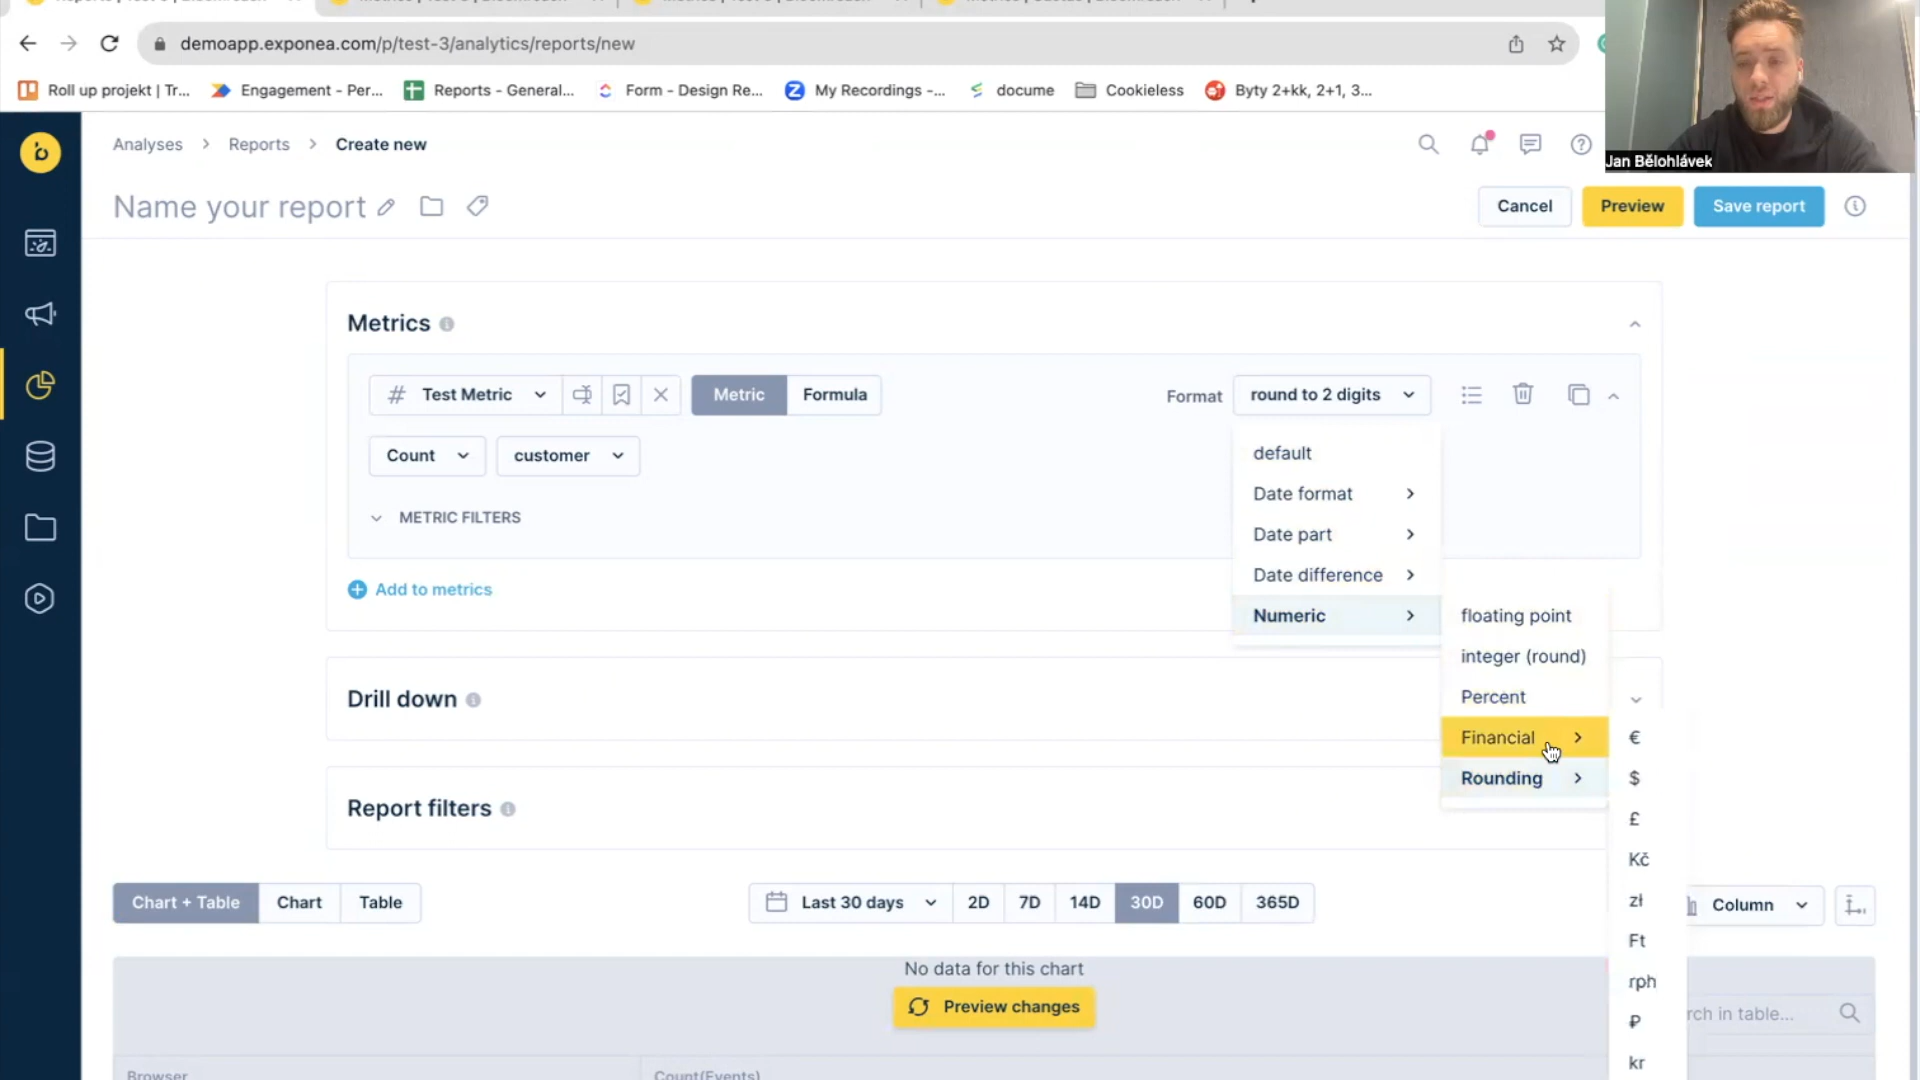 demoapp.exponea.com/p/test-3/analytics/reports/new
Roll up projekt | Tr...
Engagement - Per...
Reports - General...
Form - Design Re...
My Recordings -...
docume
Cookieless
Byty 2+kk, 2+1, 3...
Jan Bělohlávek
Analyses > Reports > Create new
Name your report
Cancel
Preview
Save report
Metrics
# Test Metric
Metric
Formula
Format
round to 2 digits
Count
customer
METRIC FILTERS
Add to metrics
default
Date format
Date part
Date difference
Numeric
floating point
integer (round)
Percent
Financial
Rounding
€
$
£
Kč
zł
Ft
rph
₽
kr
Drill down
Report filters
Chart + Table
Chart
Table
Last 30 days
2D
7D
14D
30D
60D
365D
Column
No data for this chart
Preview changes
rch in table...
Browser
Count(Events)